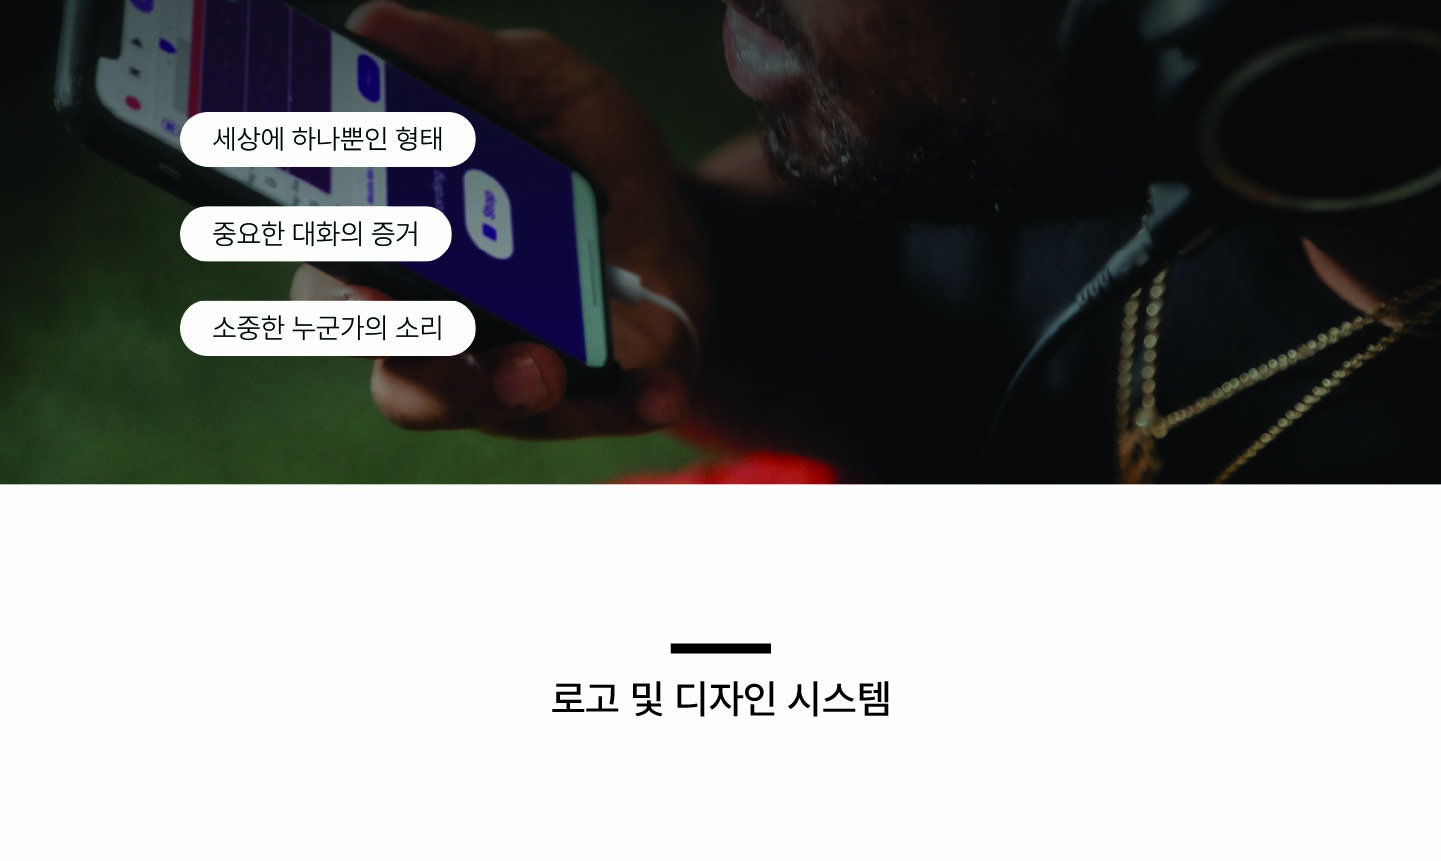 세상에 하나뿐인 형태
중요한 대화의 증거
소중한 누군가의 소리
로고 및 디자인 시스템